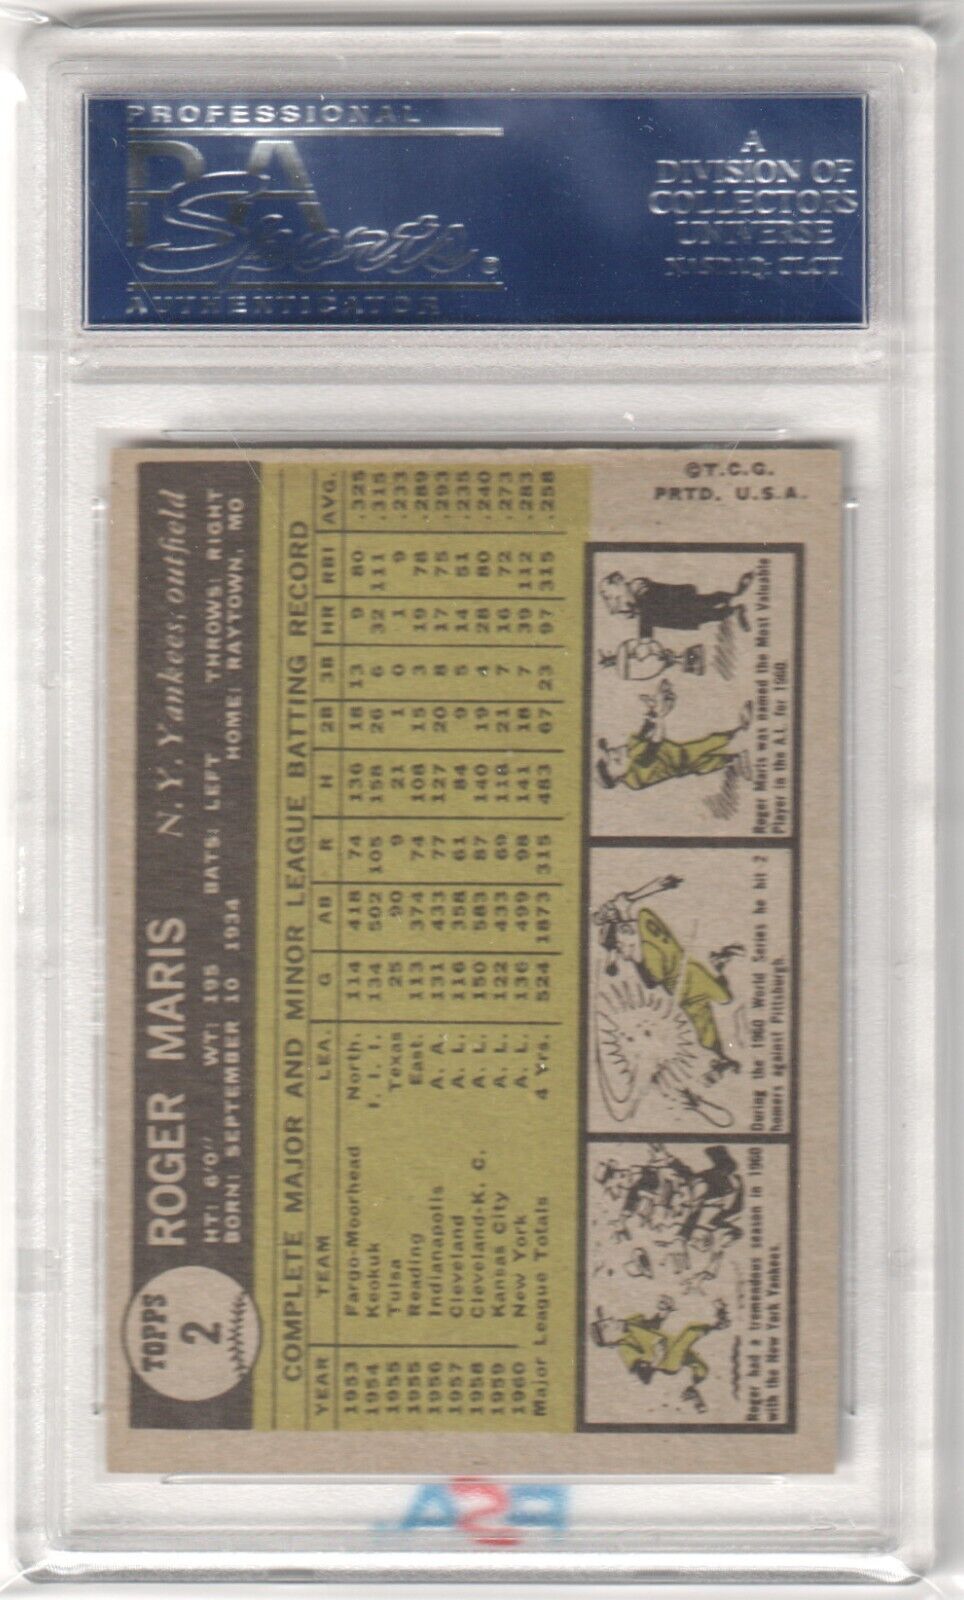 PROFESSIONAL
PSA
Sports
AUTHENTICATOR
A
DIVISION OF
COLLECTORS
UNIVERSE
NASDAQ: CLCT
TOPPS
2
ROGER MARIS N. Y. Yankees, outfield
HT: 6'0" WT: 195 BATS: LEFT THROWS: RIGHT
BORN: SEPTEMBER 10 1934 HOME: RAYTOWN, MO
COMPLETE MAJOR AND MINOR LEAGUE BATTING RECORD
YEAR TEAM LEA. G AB R H 2B 3B HR RBI AVG.
1953 Fargo-Moorhead North. 114 418 74 136 18 13 9 80 .325
1954 Keokuk I. I. I. 134 502 105 158 26 6 32 111 .315
1955 Tulsa Texas 25 90 9 21 1 0 1 9 .233
1955 Reading East. 113 374 74 108 15 3 19 78 .289
1956 Indianapolis A. A. 131 433 77 127 20 8 17 75 .293
1957 Cleveland A. L. 116 358 61 84 9 5 14 51 .235
1958 Cleveland-K. C. A. L. 150 583 87 140 19 4 28 80 .240
1959 Kansas City A. L. 122 433 69 118 21 7 16 72 .273
1960 New York A. L. 136 499 98 141 18 7 39 112 .283
Major League Totals 4 Yrs. 524 1873 315 483 67 23 97 315 .258
Roger had a tremendous season in 1960
with the New York Yankees.
9
During the 1960 World Series he hit 2
homers against Pittsburgh.
Roger Maris was named the Most Valuable
Player in the A.L. for 1960.
©T.C.G.
PRTD. U.S.A.
PSA